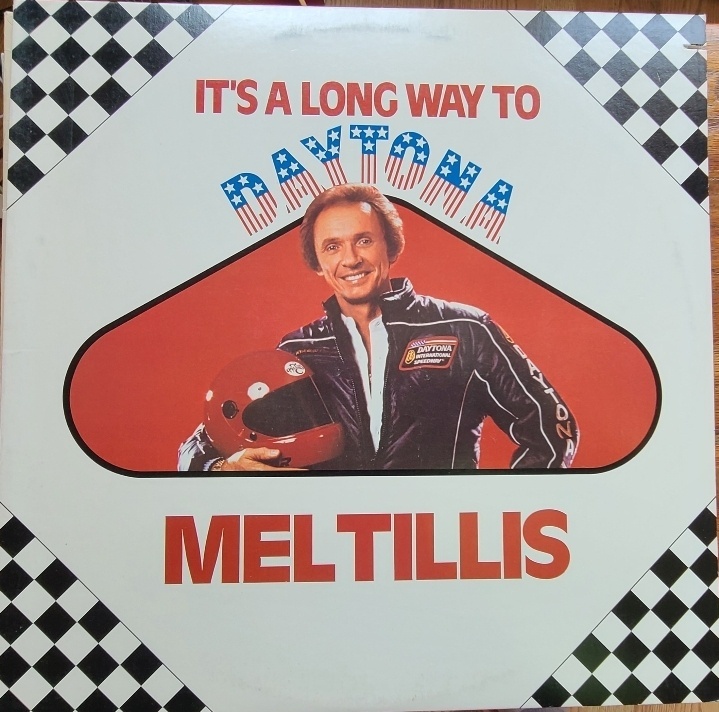 IT'S A LONG WAY TO
DAYTONA
DAYTONA
INTERNATIONAL
SPEEDWAY
DAYTONA
MEL TILLIS